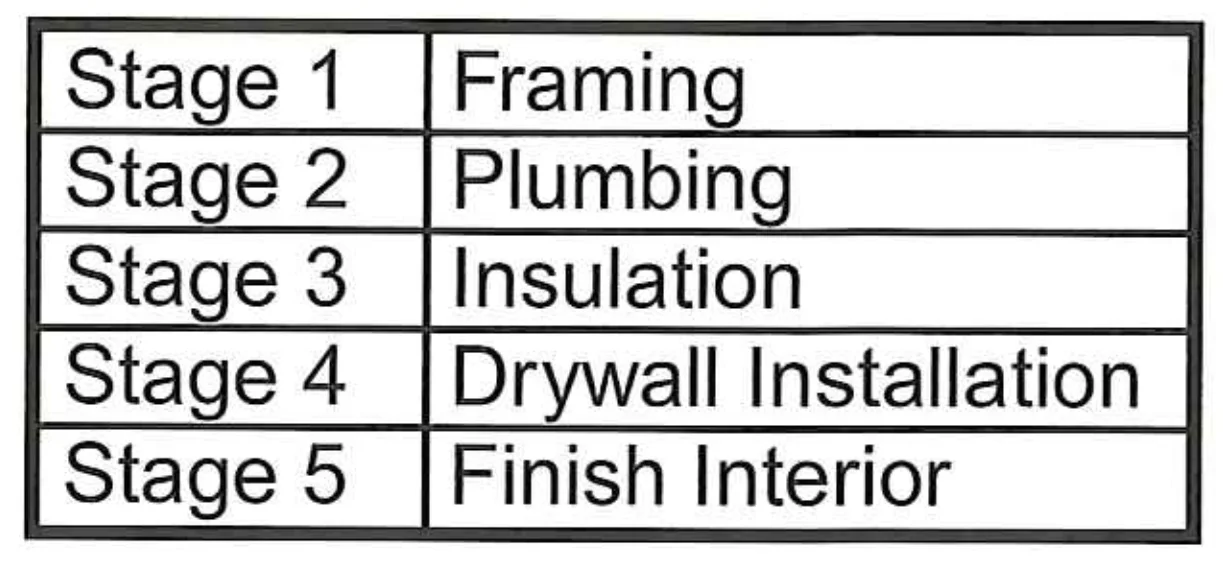 Stage 1 Framing
Stage 2 Plumbing
Stage 3 Insulation
Stage 4 Drywall Installation
Stage 5 Finish Interior